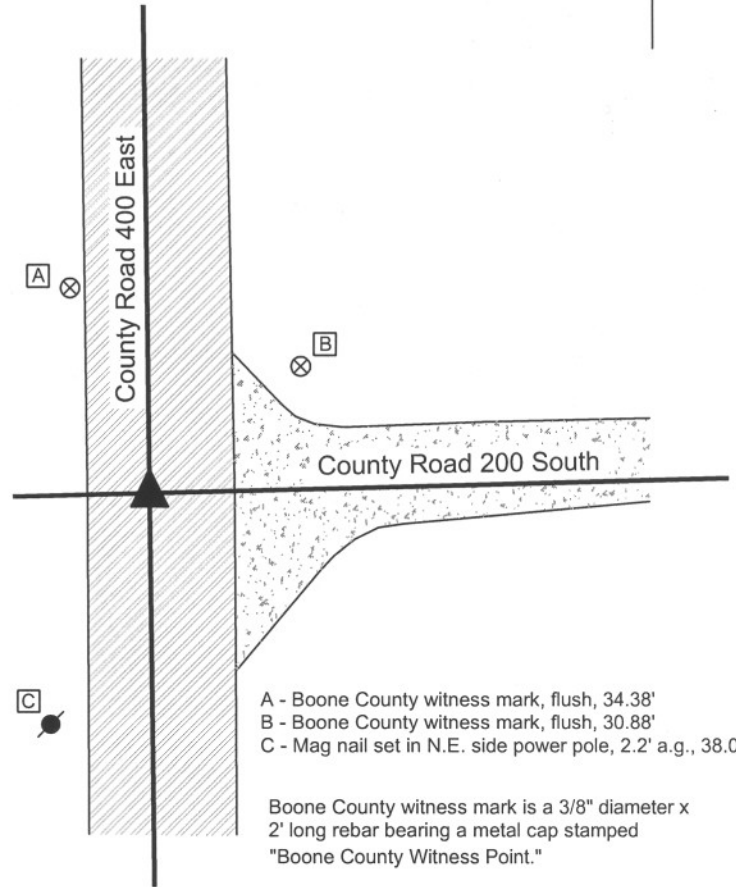 County Road 400 East
A
B
County Road 200 South
C
A - Boone County witness mark, flush, 34.38'
B - Boone County witness mark, flush, 30.88'
C - Mag nail set in N.E. side power pole, 2.2' a.g., 38.0
Boone County witness mark is a 3/8" diameter x
2' long rebar bearing a metal cap stamped
"Boone County Witness Point."